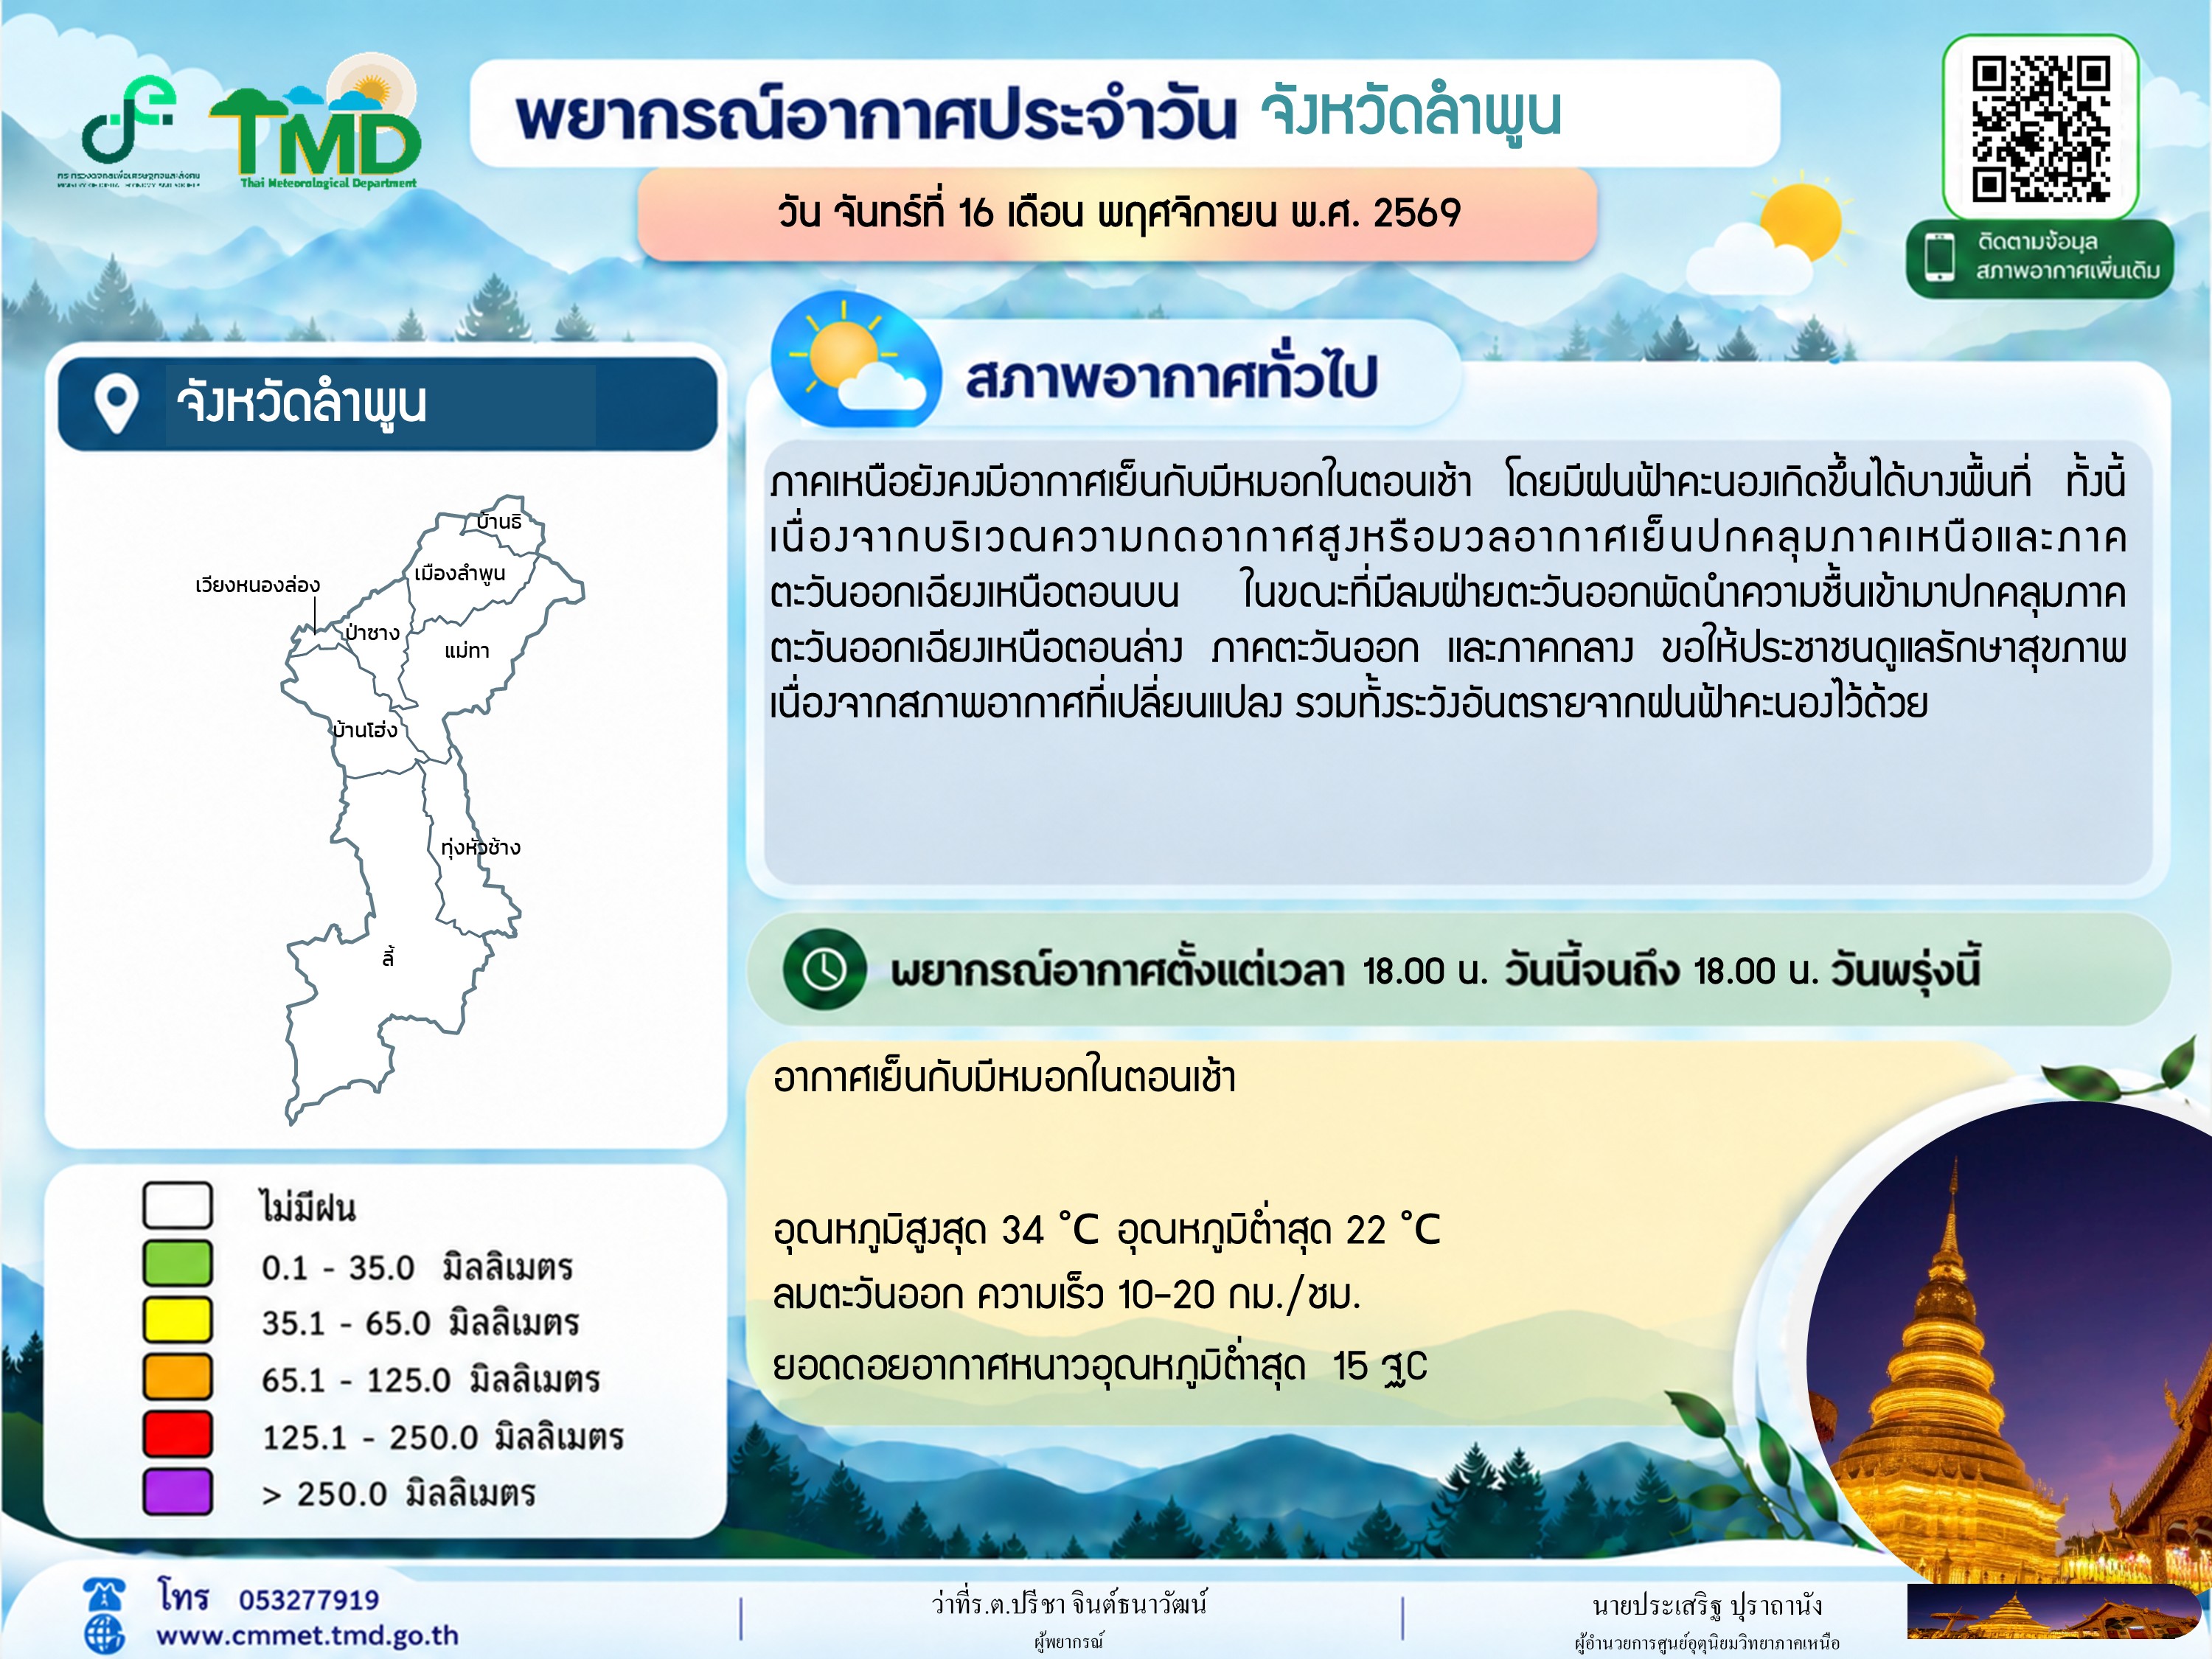 TMD
Thai Meteorological Department
พยากรณ์อากาศประจำวัน จังหวัดลำพูน
วัน จันทร์ที่ 16 เดือน พฤศจิกายน พ.ศ. 2569
ติดตามข้อมูล
สภาพอากาศเพิ่มเติม
จังหวัดลำพูน
บ้านธิ
เมืองลำพูน
เวียงหนองล่อง
ป่าซาง
แม่ทา
บ้านโฮ่ง
ทุ่งหัวช้าง
ลี้
สภาพอากาศทั่วไป
ภาคเหนือยังคงมีอากาศเย็นกับมีหมอกในตอนเช้า โดยมีฝนฟ้าคะนองเกิดขึ้นได้บางพื้นที่ ทั้งนี้
เนื่องจากบริเวณความกดอากาศสูงหรือมวลอากาศเย็นปกคลุมภาคเหนือและภาค
ตะวันออกเฉียงเหนือตอนบน ในขณะที่มีลมฝ่ายตะวันออกพัดนำความชื้นเข้ามาปกคลุมภาค
ตะวันออกเฉียงเหนือตอนล่าง ภาคตะวันออก และภาคกลาง ขอให้ประชาชนดูแลรักษาสุขภาพ
เนื่องจากสภาพอากาศที่เปลี่ยนแปลง รวมทั้งระวังอันตรายจากฝนฟ้าคะนองไว้ด้วย
พยากรณ์อากาศตั้งแต่เวลา 18.00 น. วันนี้จนถึง 18.00 น. วันพรุ่งนี้
อากาศเย็นกับมีหมอกในตอนเช้า
อุณหภูมิสูงสุด 34 °C อุณหภูมิต่ำสุด 22 °C
ลมตะวันออก ความเร็ว 10-20 กม./ชม.
ยอดดอยอากาศหนาวอุณหภูมิต่ำสุด 15 ฐC
ไม่มีฝน
0.1 - 35.0 มิลลิเมตร
35.1 - 65.0 มิลลิเมตร
65.1 - 125.0 มิลลิเมตร
125.1 - 250.0 มิลลิเมตร
> 250.0 มิลลิเมตร
โทร 053277919
www.cmmet.tmd.go.th
ว่าที่ร.ต.ปรีชา จินต์ธนาวัฒน์
ผู้พยากรณ์
นายประเสริฐ ปุราถานัง
ผู้อำนวยการศูนย์อุตุนิยมวิทยาภาคเหนือ